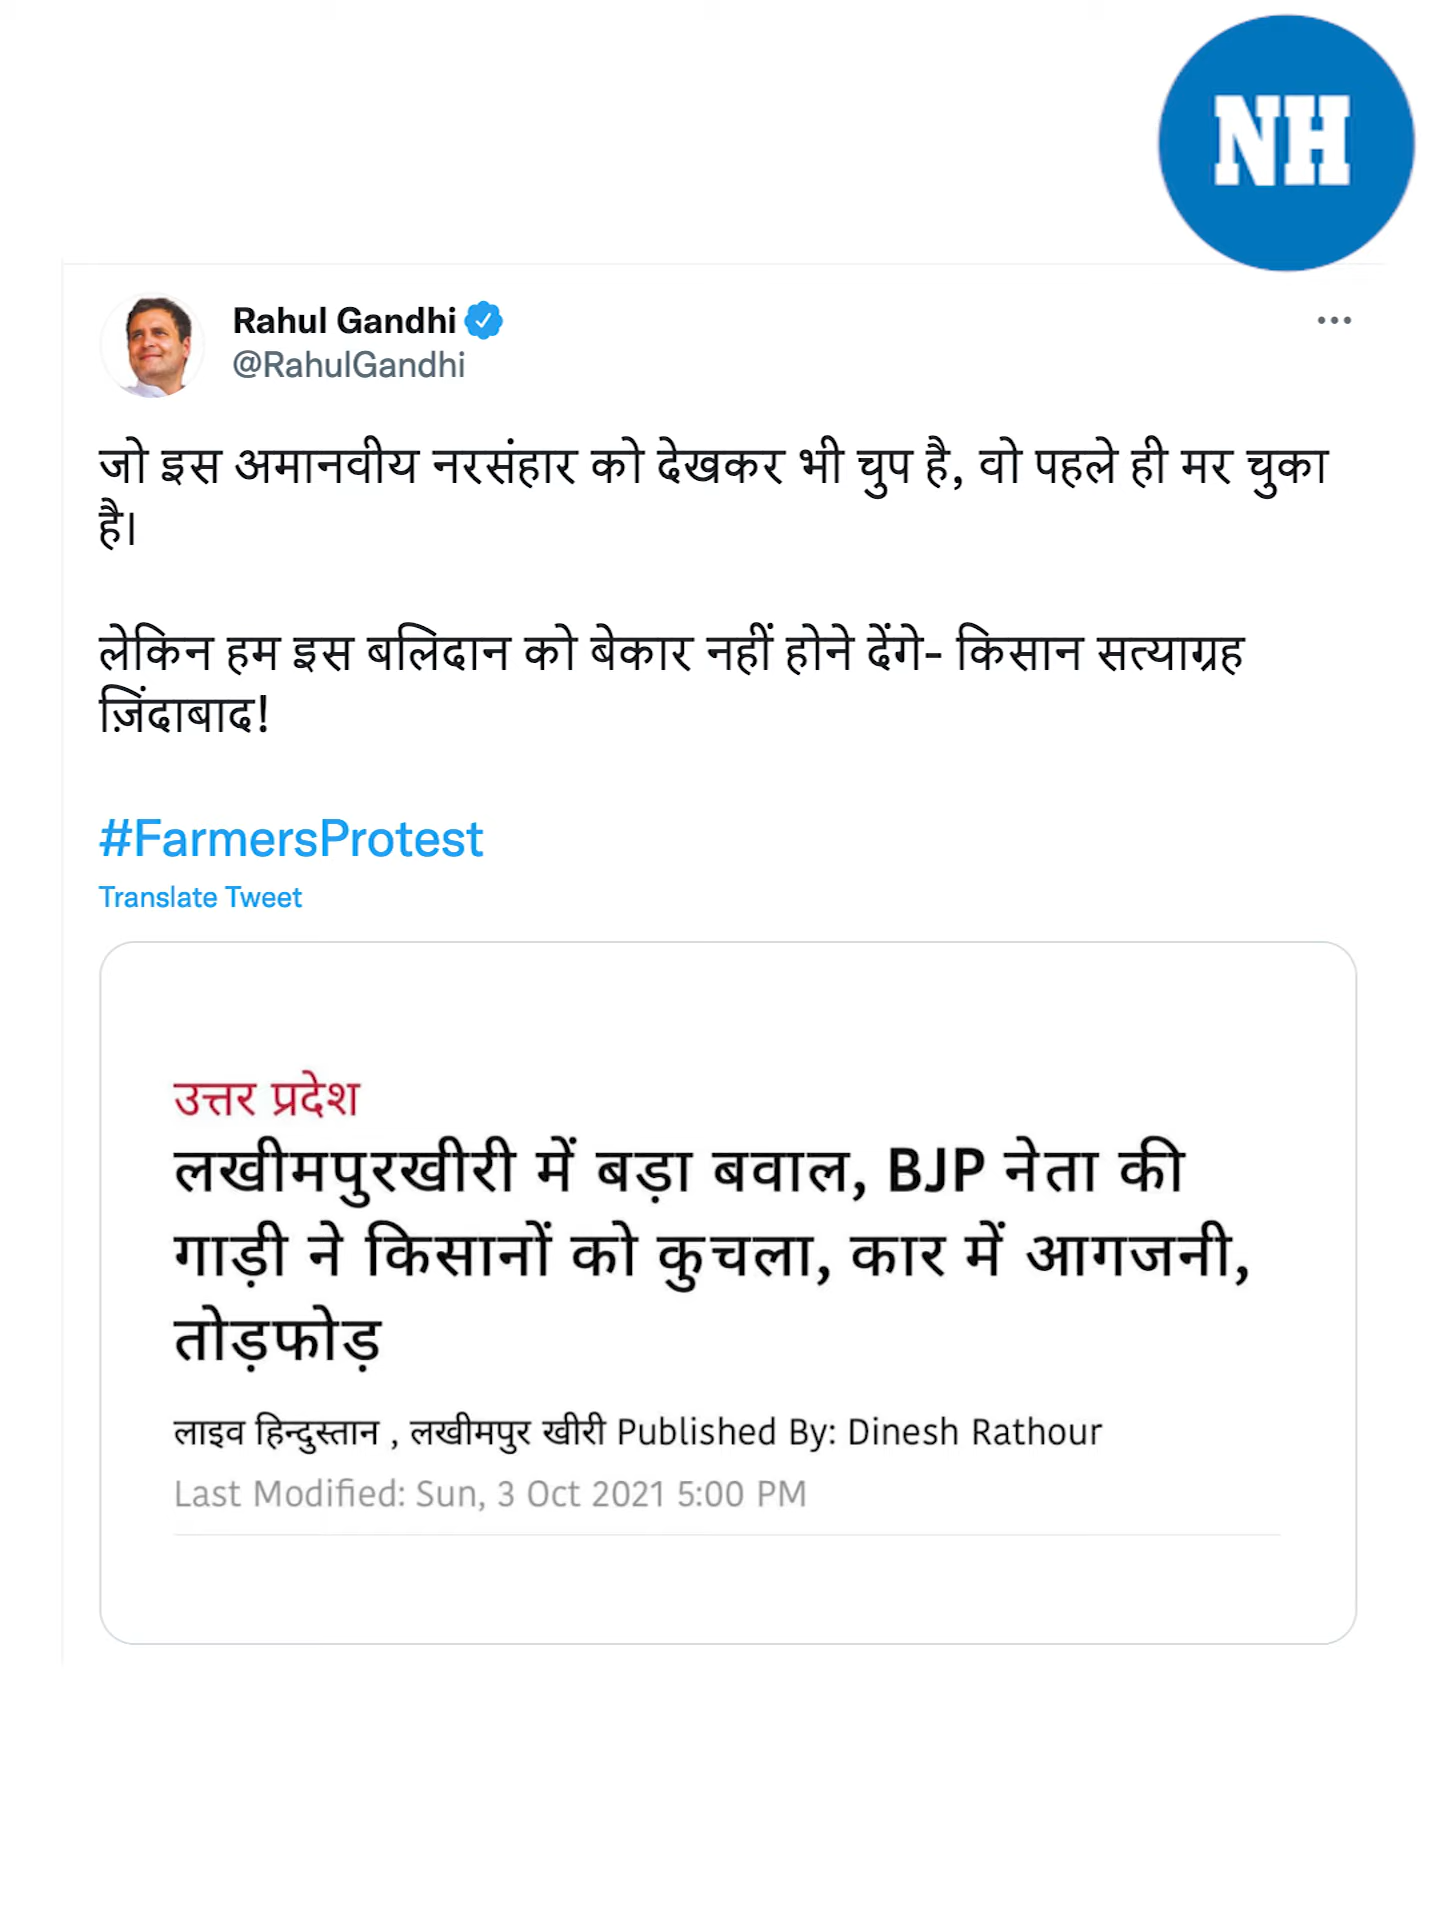 NH
Rahul Gandhi
@RahulGandhi
जो इस अमानवीय नरसंहार को देखकर भी चुप है, वो पहले ही मर चुका
है।
लेकिन हम इस बलिदान को बेकार नहीं होने देंगे- किसान सत्याग्रह
ज़िंदाबाद!
#FarmersProtest
Translate Tweet
उत्तर प्रदेश
लखीमपुरखीरी में बड़ा बवाल, BJP नेता की
गाड़ी ने किसानों को कुचला, कार में आगजनी,
तोड़फोड़
लाइव हिन्दुस्तान , लखीमपुर खीरी Published By: Dinesh Rathour
Last Modified: Sun, 3 Oct 2021 5:00 PM